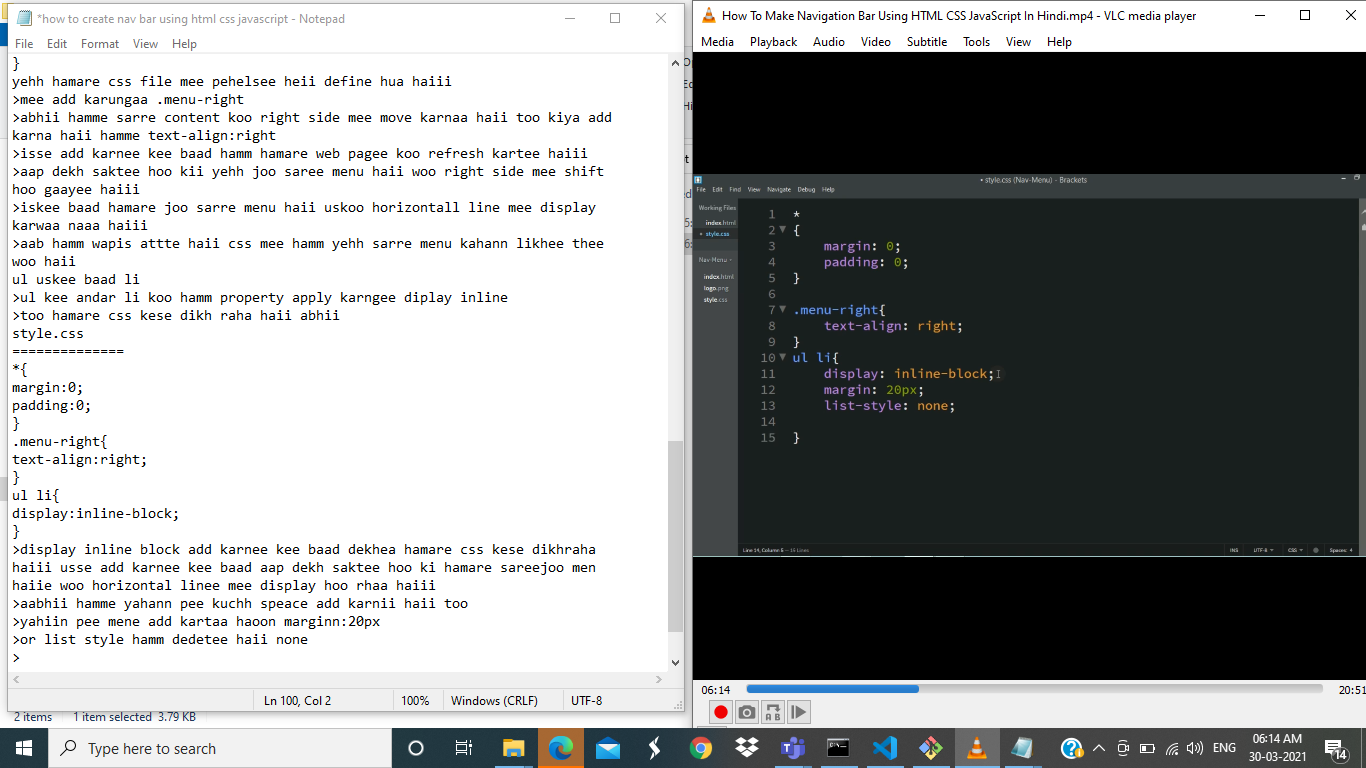 *how to create nav bar using html css javascript - Notepad
File Edit Format View Help
}
yehh hamare css file mee pehelsee heii define hua haiii
>mee add karungaa .menu-right
>abhii hamme sarre content koo right side mee move karnaa haii too kiya add
karna haii hamme text-align:right
>isse add karnee kee baad hamm hamare web pagee koo refresh kartee haiii
>aap dekh saktee hoo kii yehh joo saree menu haii woo right side mee shift
hoo gaayee haiii
>iskee baad hamare joo sarre menu haii uskoo horizontall line mee display
karwaa naaa haiii
>aab hamm wapis attte haii css mee hamm yehh sarre menu kahann likhee thee
woo haii
ul uskee baad li
>ul kee andar li koo hamm property apply karngee diplay inline
>too hamare css kese dikh raha haii abhii
style.css
==============
*{
margin:0;
padding:0;
}
.menu-right{
text-align:right;
}
ul li{
display:inline-block;
}
>display inline block add karnee kee baad dekhea hamare css kese dikhraha
haiii usse add karnee kee baad aap dekh saktee hoo ki hamare sareejoo men
haiie woo horizontal linee mee display hoo rhaa haiii
>aabhii hamme yahann pee kuchh speace add karnii haii too
>yahiin pee mene add kartaa haoon marginn:20px
>or list style hamm dedetee haii none
>
Ln 100, Col 2 100% Windows (CRLF) UTF-8
2 items 1 item selected 3.79 KB
How To Make Navigation Bar Using HTML CSS JavaScript In Hindi.mp4 - VLC media player
Media Playback Audio Video Subtitle Tools View Help
• style.css (Nav-Menu) - Brackets
File Edit Find View Navigate Debug Help
Working Files
index.html
• style.css
Nav-Menu
index.html
logo.png
style.css
1 *
2 {
3 margin: 0;
4 padding: 0;
5 }
6
7 .menu-right{
8 text-align: right;
9 }
10 ul li{
11 display: inline-block;
12 margin: 20px;
13 list-style: none;
14
15 }
Line 14, Column 5 — 15 Lines
INS UTF-8 CSS Spaces: 4
06:14 20:51
A B
Type here to search
ENG
06:14 AM
30-03-2021
14